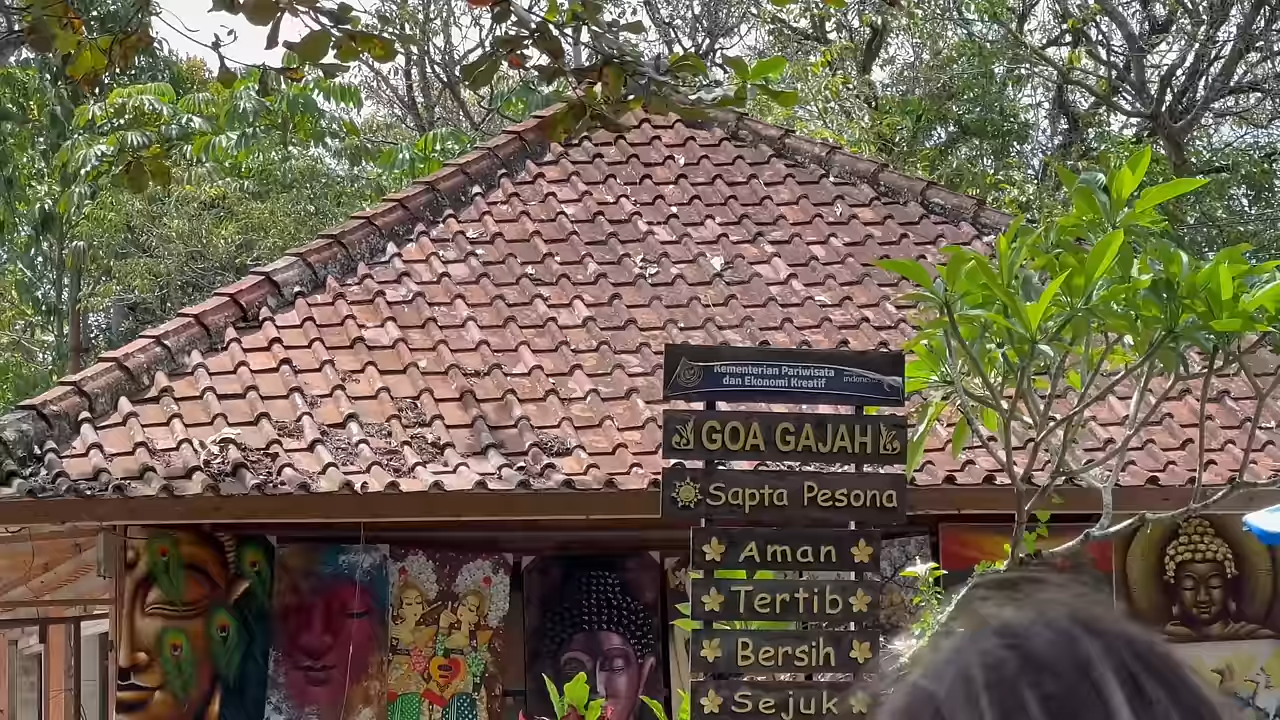 Kementerian Pariwisata
dan Ekonomi Kreatif
GOA GAJAH
Sapta Pesona
Aman
Tertib
Bersih
Sejuk